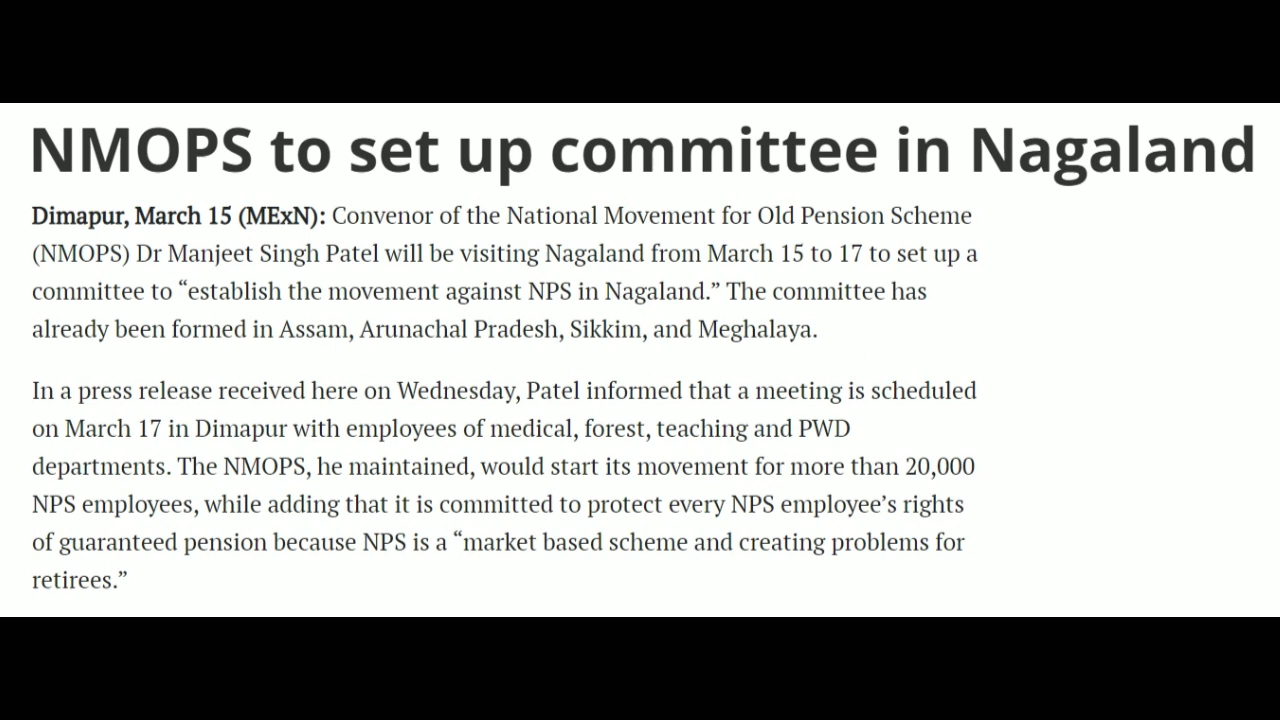 NMOPS to set up committee in Nagaland
Dimapur, March 15 (MExN): Convenor of the National Movement for Old Pension Scheme
(NMOPS) Dr Manjeet Singh Patel will be visiting Nagaland from March 15 to 17 to set up a
committee to “establish the movement against NPS in Nagaland.” The committee has
already been formed in Assam, Arunachal Pradesh, Sikkim, and Meghalaya.
In a press release received here on Wednesday, Patel informed that a meeting is scheduled
on March 17 in Dimapur with employees of medical, forest, teaching and PWD
departments. The NMOPS, he maintained, would start its movement for more than 20,000
NPS employees, while adding that it is committed to protect every NPS employee’s rights
of guaranteed pension because NPS is a “market based scheme and creating problems for
retirees.”